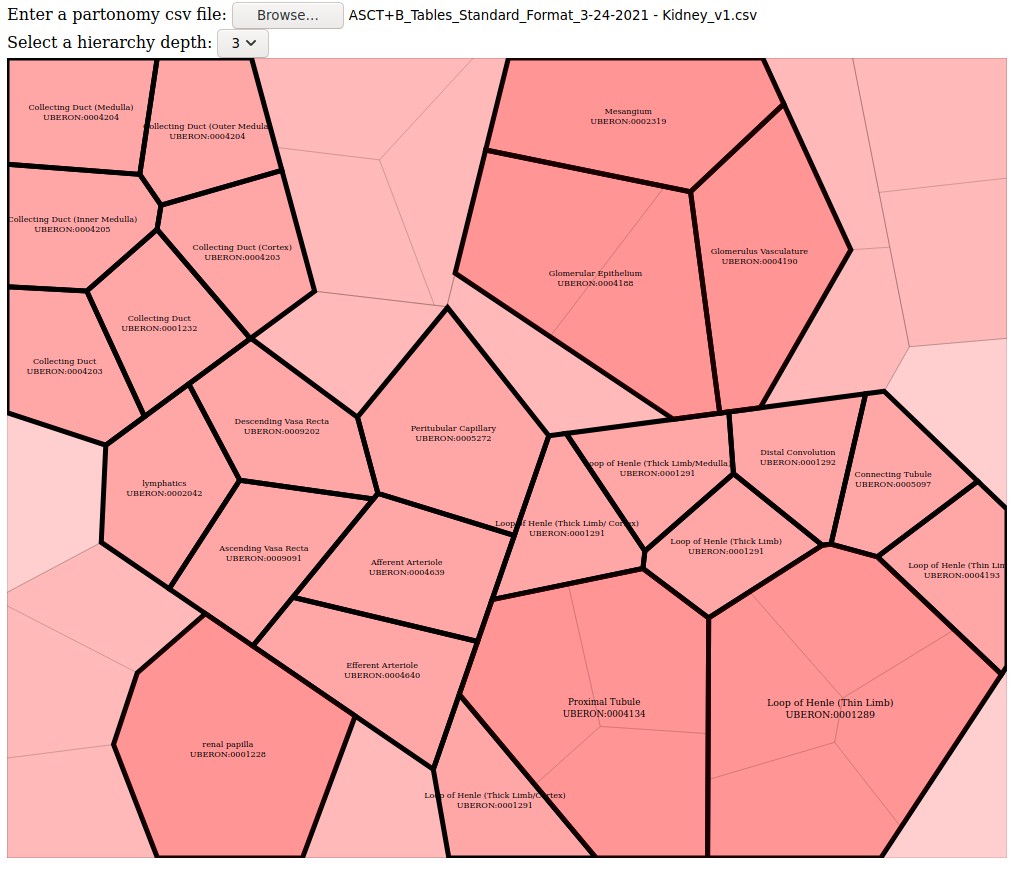 Enter a partonomy csv file: Browse... ASCT+B_Tables_Standard_Format_3-24-2021 - Kidney_v1.csv
Select a hierarchy depth: 3
Collecting Duct (Medulla)
UBERON:0004204
Collecting Duct (Outer Medulla
UBERON:0004204
Mesangium
UBERON:0002319
Collecting Duct (Inner Medulla)
UBERON:0004205
Collecting Duct (Cortex)
UBERON:0004203
Glomerular Epithelium
UBERON:0004188
Glomerulus Vasculature
UBERON:0004190
Collecting Duct
UBERON:0001232
Collecting Duct
UBERON:0004203
Descending Vasa Recta
UBERON:0009202
Peritubular Capillary
UBERON:0005272
Loop of Henle (Thick Limb/Medulla)
UBERON:0001291
Distal Convolution
UBERON:0001292
Connecting Tubule
UBERON:0005097
lymphatics
UBERON:0002042
Loop of Henle (Thick Limb/ Cortex)
UBERON:0001291
Ascending Vasa Recta
UBERON:0009091
Afferent Arteriole
UBERON:0004639
Loop of Henle (Thick Limb)
UBERON:0001291
Loop of Henle (Thin Lim
UBERON:0004193
Efferent Arteriole
UBERON:0004640
Proximal Tubule
UBERON:0004134
Loop of Henle (Thin Limb)
UBERON:0001289
renal papilla
UBERON:0001228
Loop of Henle (Thick Limb/Cortex)
UBERON:0001291